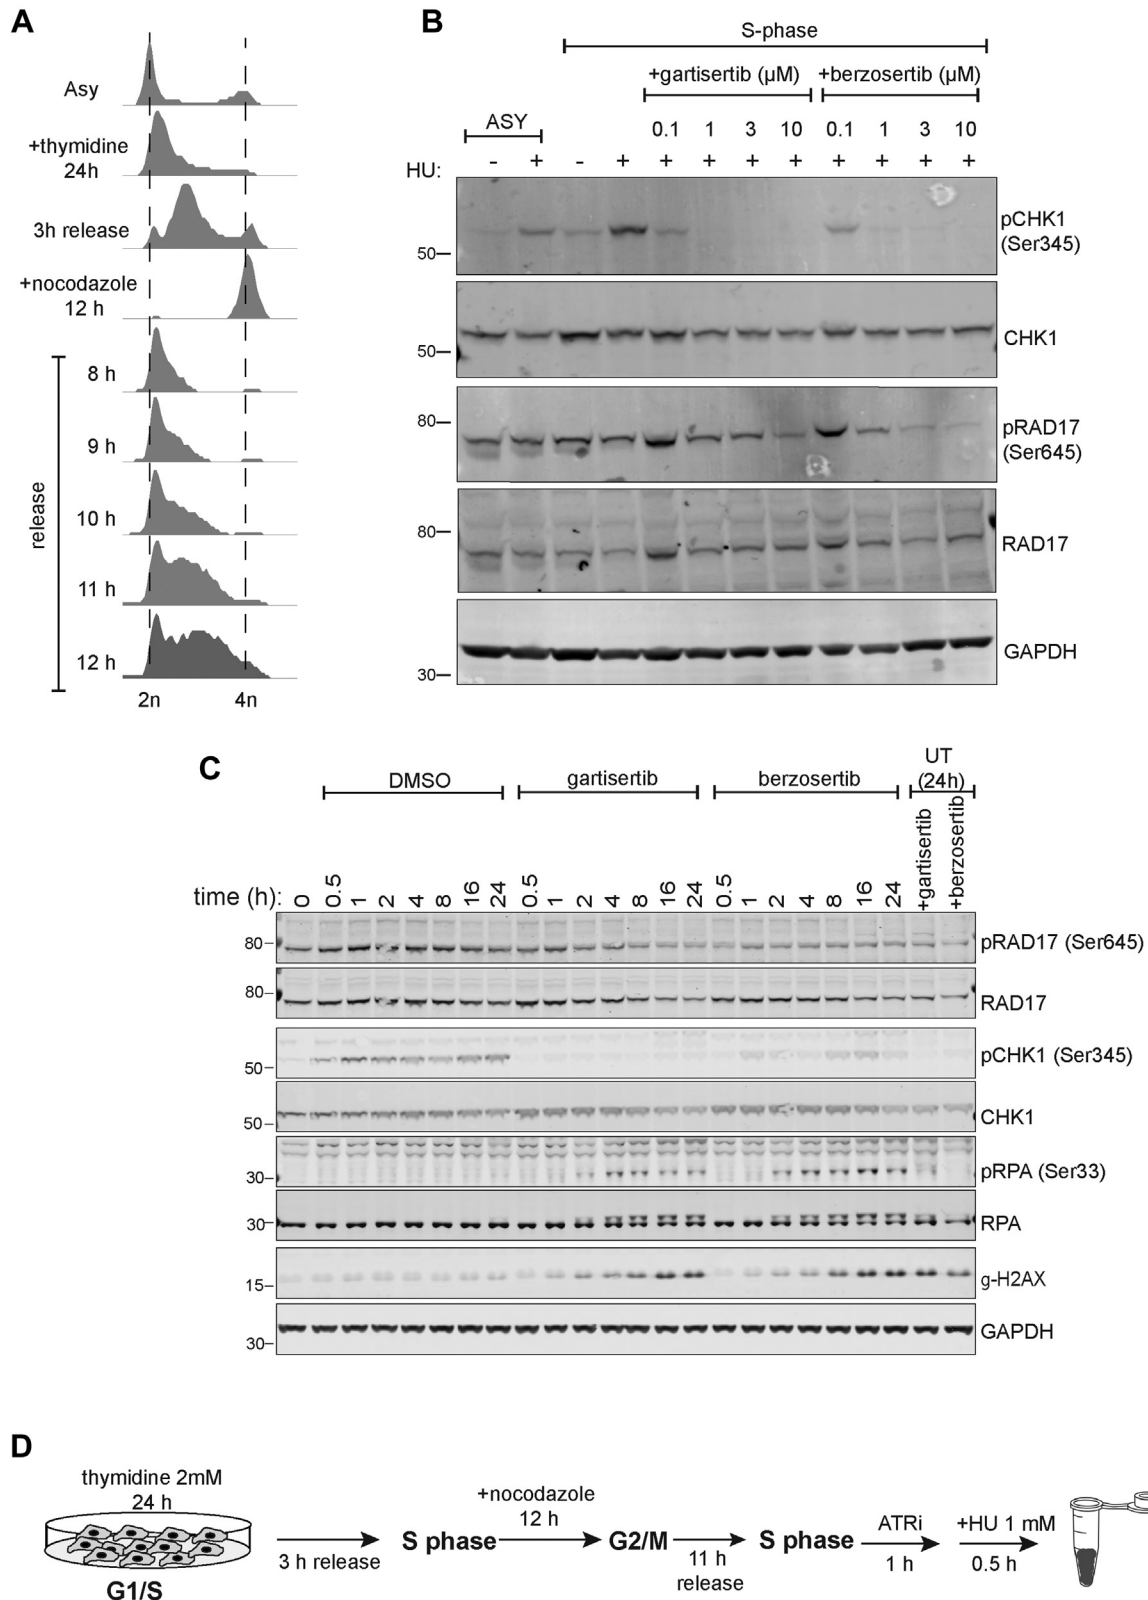 A
Asy
+thymidine
24h
3h release
+nocodazole
12 h
release
8 h
9 h
10 h
11 h
12 h
2n
4n
B
S-phase
+gartisertib (µM)
+berzosertib (µM)
ASY
0.1 1 3 10 0.1 1 3 10
HU: - + - + + + + + + + + +
pCHK1
(Ser345)
50
CHK1
50
80
pRAD17
(Ser645)
80
RAD17
GAPDH
30
C
DMSO
gartisertib
berzosertib
UT
(24h)
+gartisertib
+berzosertib
time (h): 0 0.5 1 2 4 8 16 24 0.5 1 2 4 8 16 24 0.5 1 2 4 8 16 24
80
pRAD17 (Ser645)
80
RAD17
pCHK1 (Ser345)
50
CHK1
50
pRPA (Ser33)
30
30
RPA
g-H2AX
15
GAPDH
30
D
thymidine 2mM
24 h
G1/S
3 h release
S phase
+nocodazole
12 h
G2/M
11 h
release
S phase
ATRi
1 h
+HU 1 mM
0.5 h